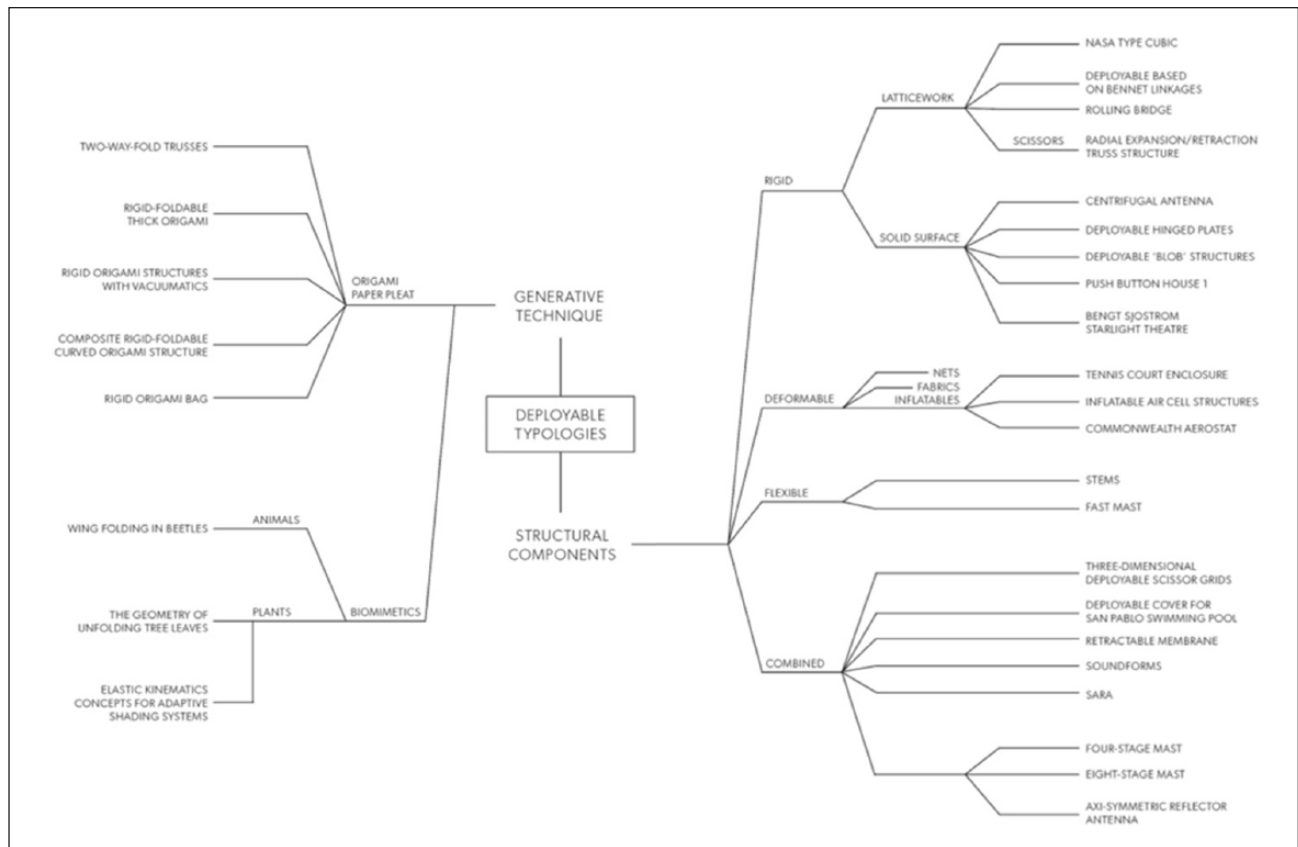 TWO-WAY-FOLD TRUSSES
RIGID-FOLDABLE
THICK ORIGAMI
RIGID ORIGAMI STRUCTURES
WITH VACUUMATICS
COMPOSITE RIGID-FOLDABLE
CURVED ORIGAMI STRUCTURE
RIGID ORIGAMI BAG
ORIGAMI
PAPER PLEAT
WING FOLDING IN BEETLES
ANIMALS
THE GEOMETRY OF
UNFOLDING TREE LEAVES
PLANTS
ELASTIC KINEMATICS
CONCEPTS FOR ADAPTIVE
SHADING SYSTEMS
BIOMIMETICS
GENERATIVE
TECHNIQUE
DEPLOYABLE
TYPOLOGIES
STRUCTURAL
COMPONENTS
RIGID
LATTICEWORK
NASA TYPE CUBIC
DEPLOYABLE BASED
ON BENNET LINKAGES
ROLLING BRIDGE
SCISSORS
RADIAL EXPANSION/RETRACTION
TRUSS STRUCTURE
SOLID SURFACE
CENTRIFUGAL ANTENNA
DEPLOYABLE HINGED PLATES
DEPLOYABLE 'BLOB' STRUCTURES
PUSH BUTTON HOUSE 1
BENGT SJOSTROM
STARLIGHT THEATRE
DEFORMABLE
NETS
FABRICS
INFLATABLES
TENNIS COURT ENCLOSURE
INFLATABLE AIR CELL STRUCTURES
COMMONWEALTH AEROSTAT
FLEXIBLE
STEMS
FAST MAST
COMBINED
THREE-DIMENSIONAL
DEPLOYABLE SCISSOR GRIDS
DEPLOYABLE COVER FOR
SAN PABLO SWIMMING POOL
RETRACTABLE MEMBRANE
SOUNDFORMS
SARA
FOUR-STAGE MAST
EIGHT-STAGE MAST
AXI-SYMMETRIC REFLECTOR
ANTENNA